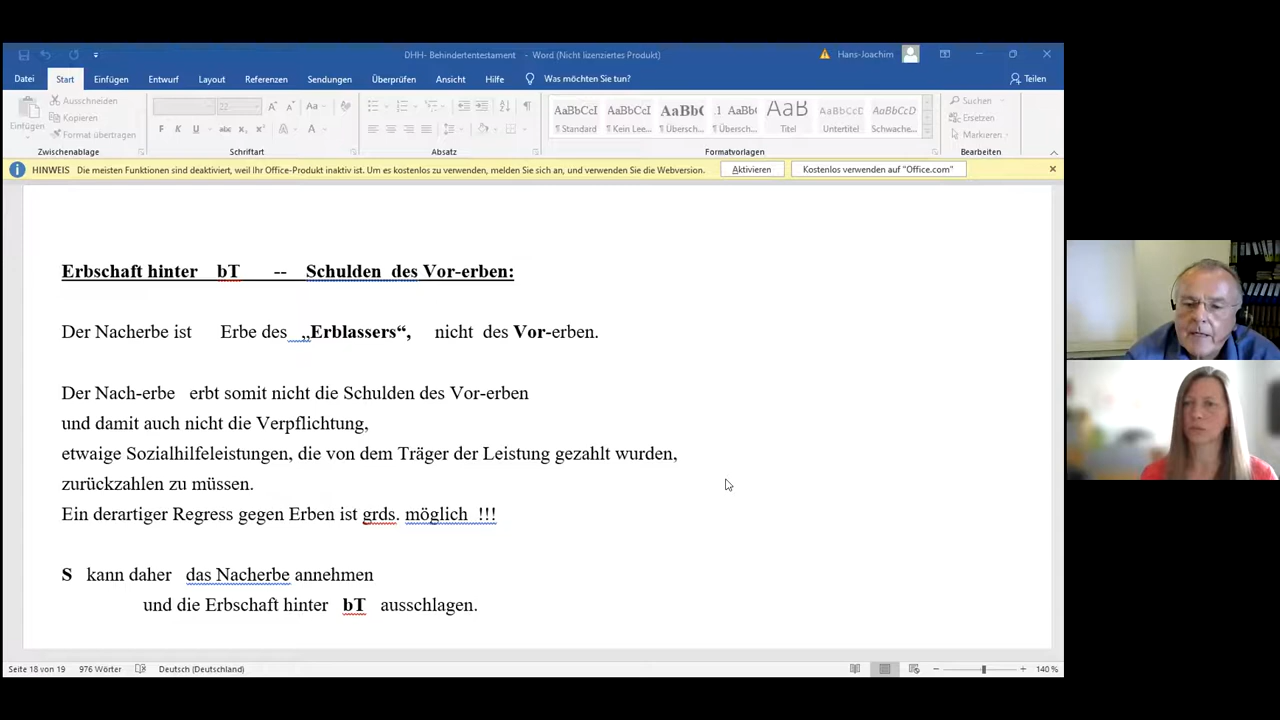 DHH- Behindertentestament - Word (Nicht lizenziertes Produkt)
Hans-Joachim
Datei Start Einfügen Entwurf Layout Referenzen Sendungen Überprüfen Ansicht Hilfe Was möchten Sie tun? Teilen
Einfügen
Ausschneiden
Kopieren
Format übertragen
22
F K U abc x₂ x² A A
AaBbCcI AaBbCcI AaBb( .1 AaBb( AaB AaBbCcD AaBbCcD
¶ Standard ¶ Kein Lee... ¶ Übersch... ¶ Übersch... Titel Untertitel Schwache...
Suchen
Ersetzen
Markieren
Zwischenablage Schriftart Absatz Formatvorlagen Bearbeiten
HINWEIS Die meisten Funktionen sind deaktiviert, weil Ihr Office-Produkt inaktiv ist. Um es kostenlos zu verwenden, melden Sie sich an, und verwenden Sie die Webversion. Aktivieren Kostenlos verwenden auf "Office.com"
Erbschaft hinter bT -- Schulden des Vor-erben:
Der Nacherbe ist Erbe des „Erblassers“, nicht des Vor-erben.
Der Nach-erbe erbt somit nicht die Schulden des Vor-erben
und damit auch nicht die Verpflichtung,
etwaige Sozialhilfeleistungen, die von dem Träger der Leistung gezahlt wurden,
zurückzahlen zu müssen.
Ein derartiger Regress gegen Erben ist grds. möglich !!!
S kann daher das Nacherbe annehmen
und die Erbschaft hinter bT ausschlagen.
Seite 18 von 19 976 Wörter Deutsch (Deutschland) 140 %